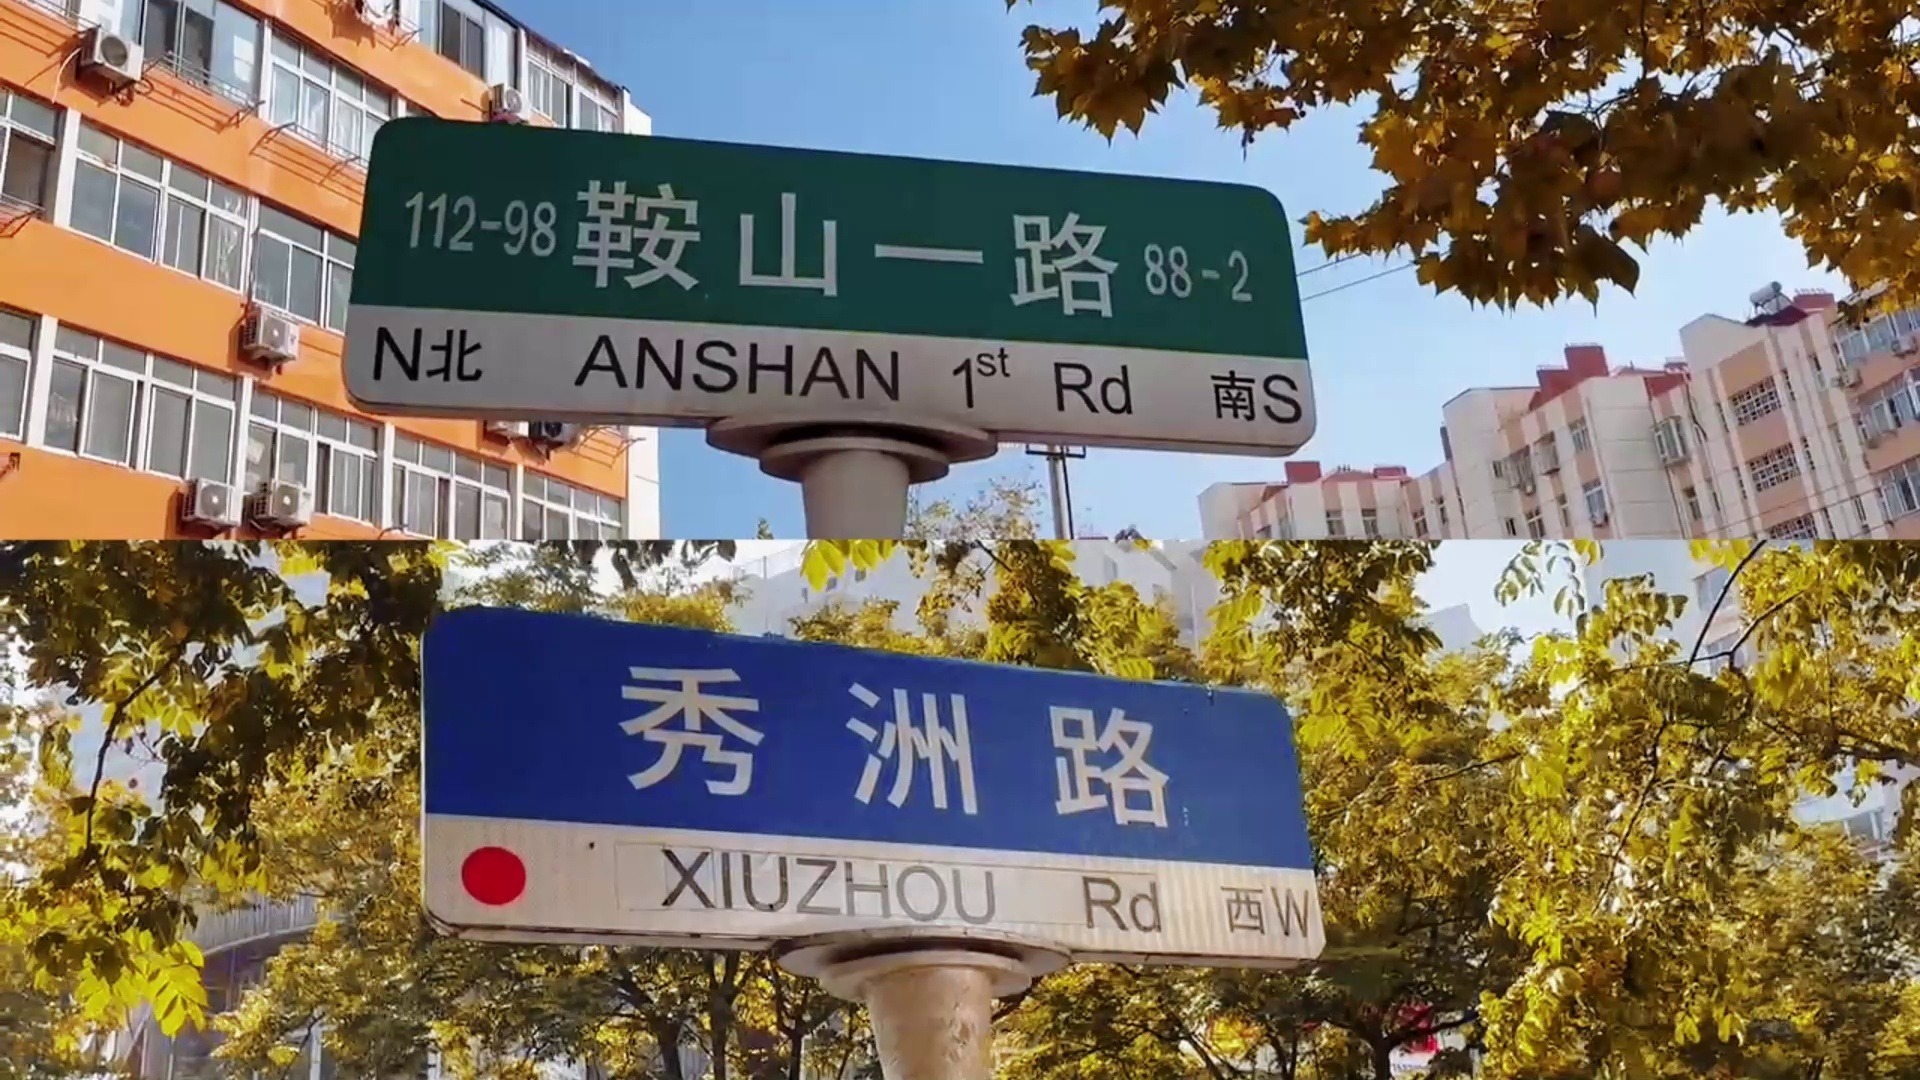 112-98 鞍山一路 88-2
N北 ANSHAN 1st Rd 南S
秀洲路
XIUZHOU Rd 西W